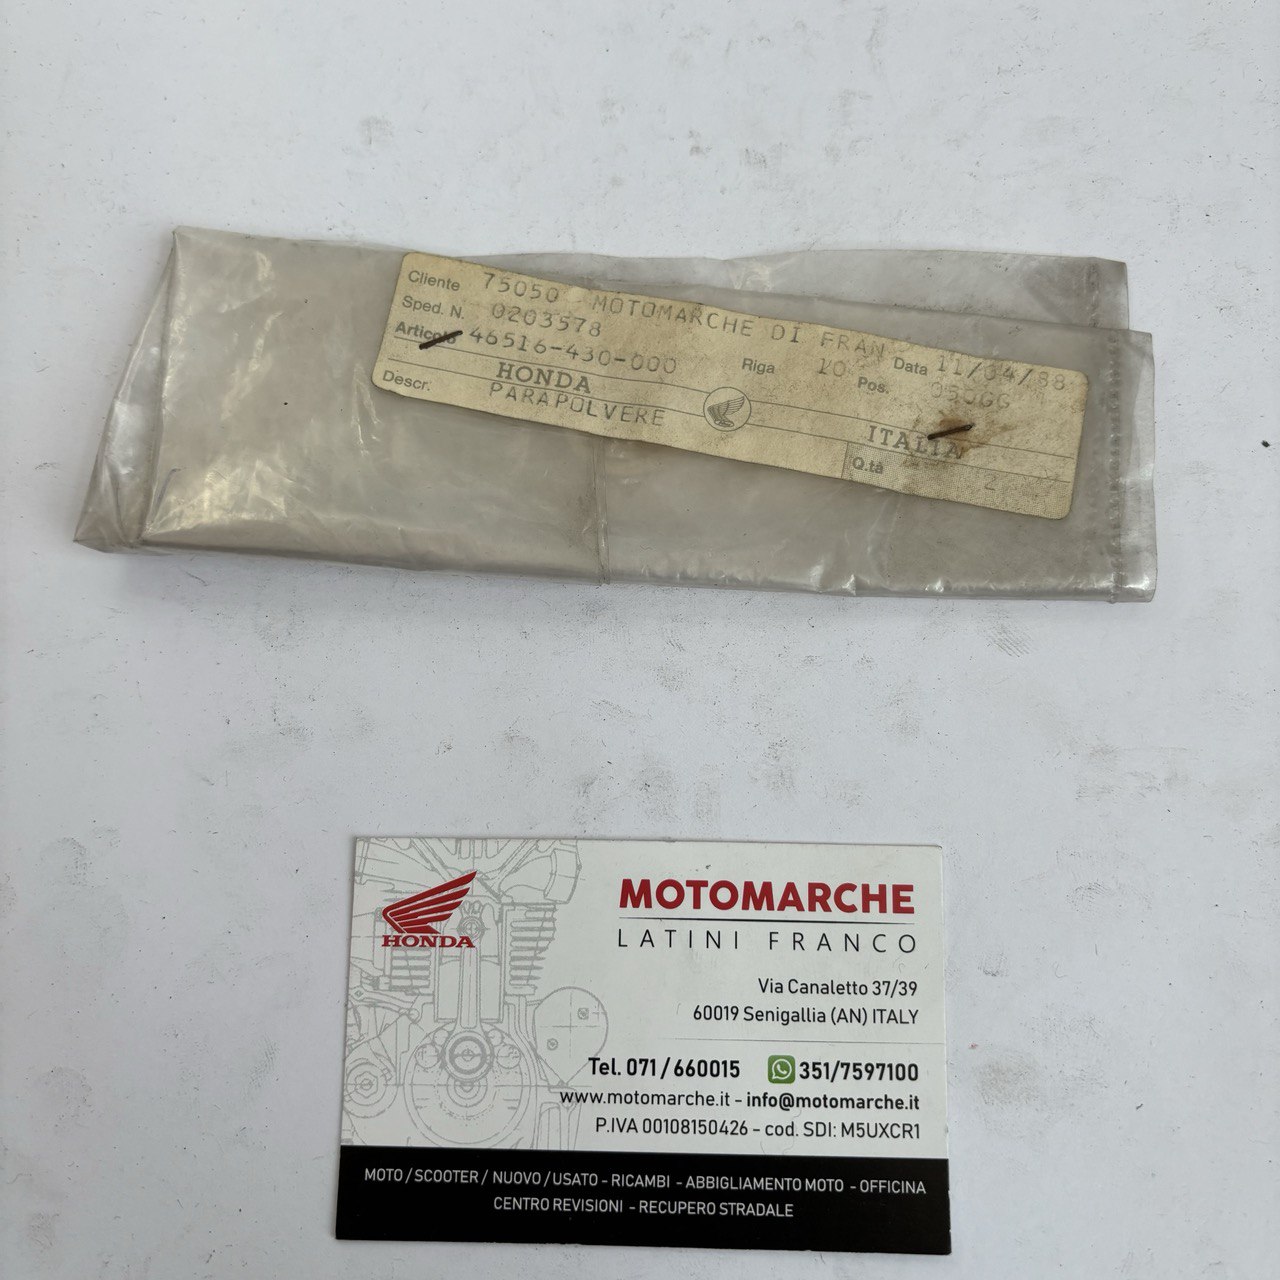 Cliente 75050 - MOTOMARCHE DI FRAN
Sped. N. 0203578 Data 11/04/88
Articolo 46516-430-000 Riga 10 Pos.
HONDA ITALIA
Descr. PARAPOLVERE Q.tà 2
HONDA
MOTOMARCHE
LATINI FRANCO
Via Canaletto 37/39
60019 Senigallia (AN) ITALY
Tel. 071 / 660015 351/7597100
www.motomarche.it - info@motomarche.it
P.IVA 00108150426 - cod. SDI: M5UXCR1
MOTO / SCOOTER / NUOVO / USATO - RICAMBI - ABBIGLIAMENTO MOTO - OFFICINA
CENTRO REVISIONI - RECUPERO STRADALE